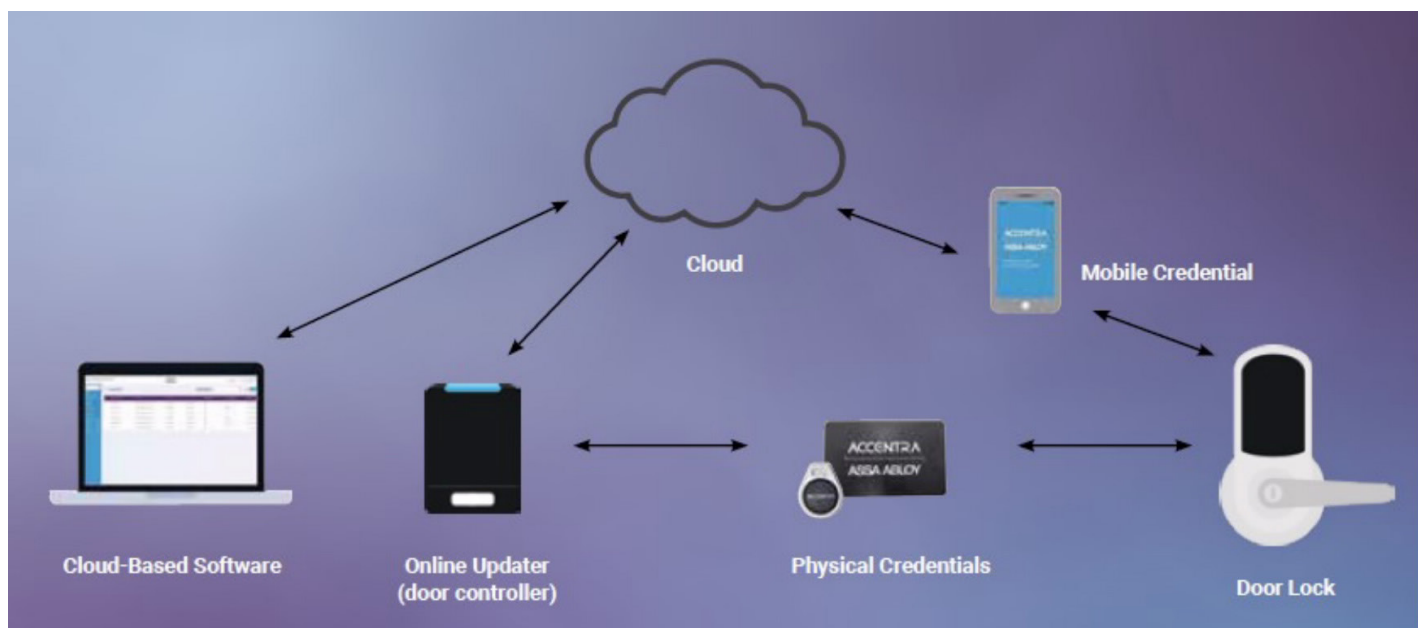 Cloud
ACCENTRA
ASSA ABLOY
Mobile Credential
ACCENTRA
ASSA ABLOY
ACCENTRA
Cloud-Based Software
Online Updater
(door controller)
Physical Credentials
Door Lock